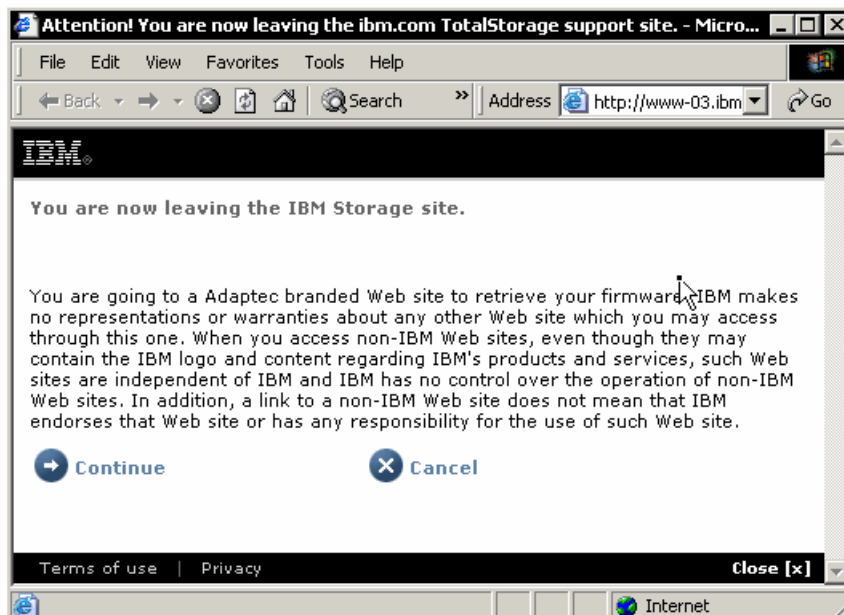 Attention! You are now leaving the ibm.com TotalStorage support site. - Micro...
File Edit View Favorites Tools Help
Back Search » Address http://www-03.ibm Go
IBM®
You are now leaving the IBM Storage site.
You are going to a Adaptec branded Web site to retrieve your firmware. IBM makes
no representations or warranties about any other Web site which you may access
through this one. When you access non-IBM Web sites, even though they may
contain the IBM logo and content regarding IBM's products and services, such Web
sites are independent of IBM and IBM has no control over the operation of non-IBM
Web sites. In addition, a link to a non-IBM Web site does not mean that IBM
endorses that Web site or has any responsibility for the use of such Web site.
Continue Cancel
Terms of use | Privacy Close [x]
Internet